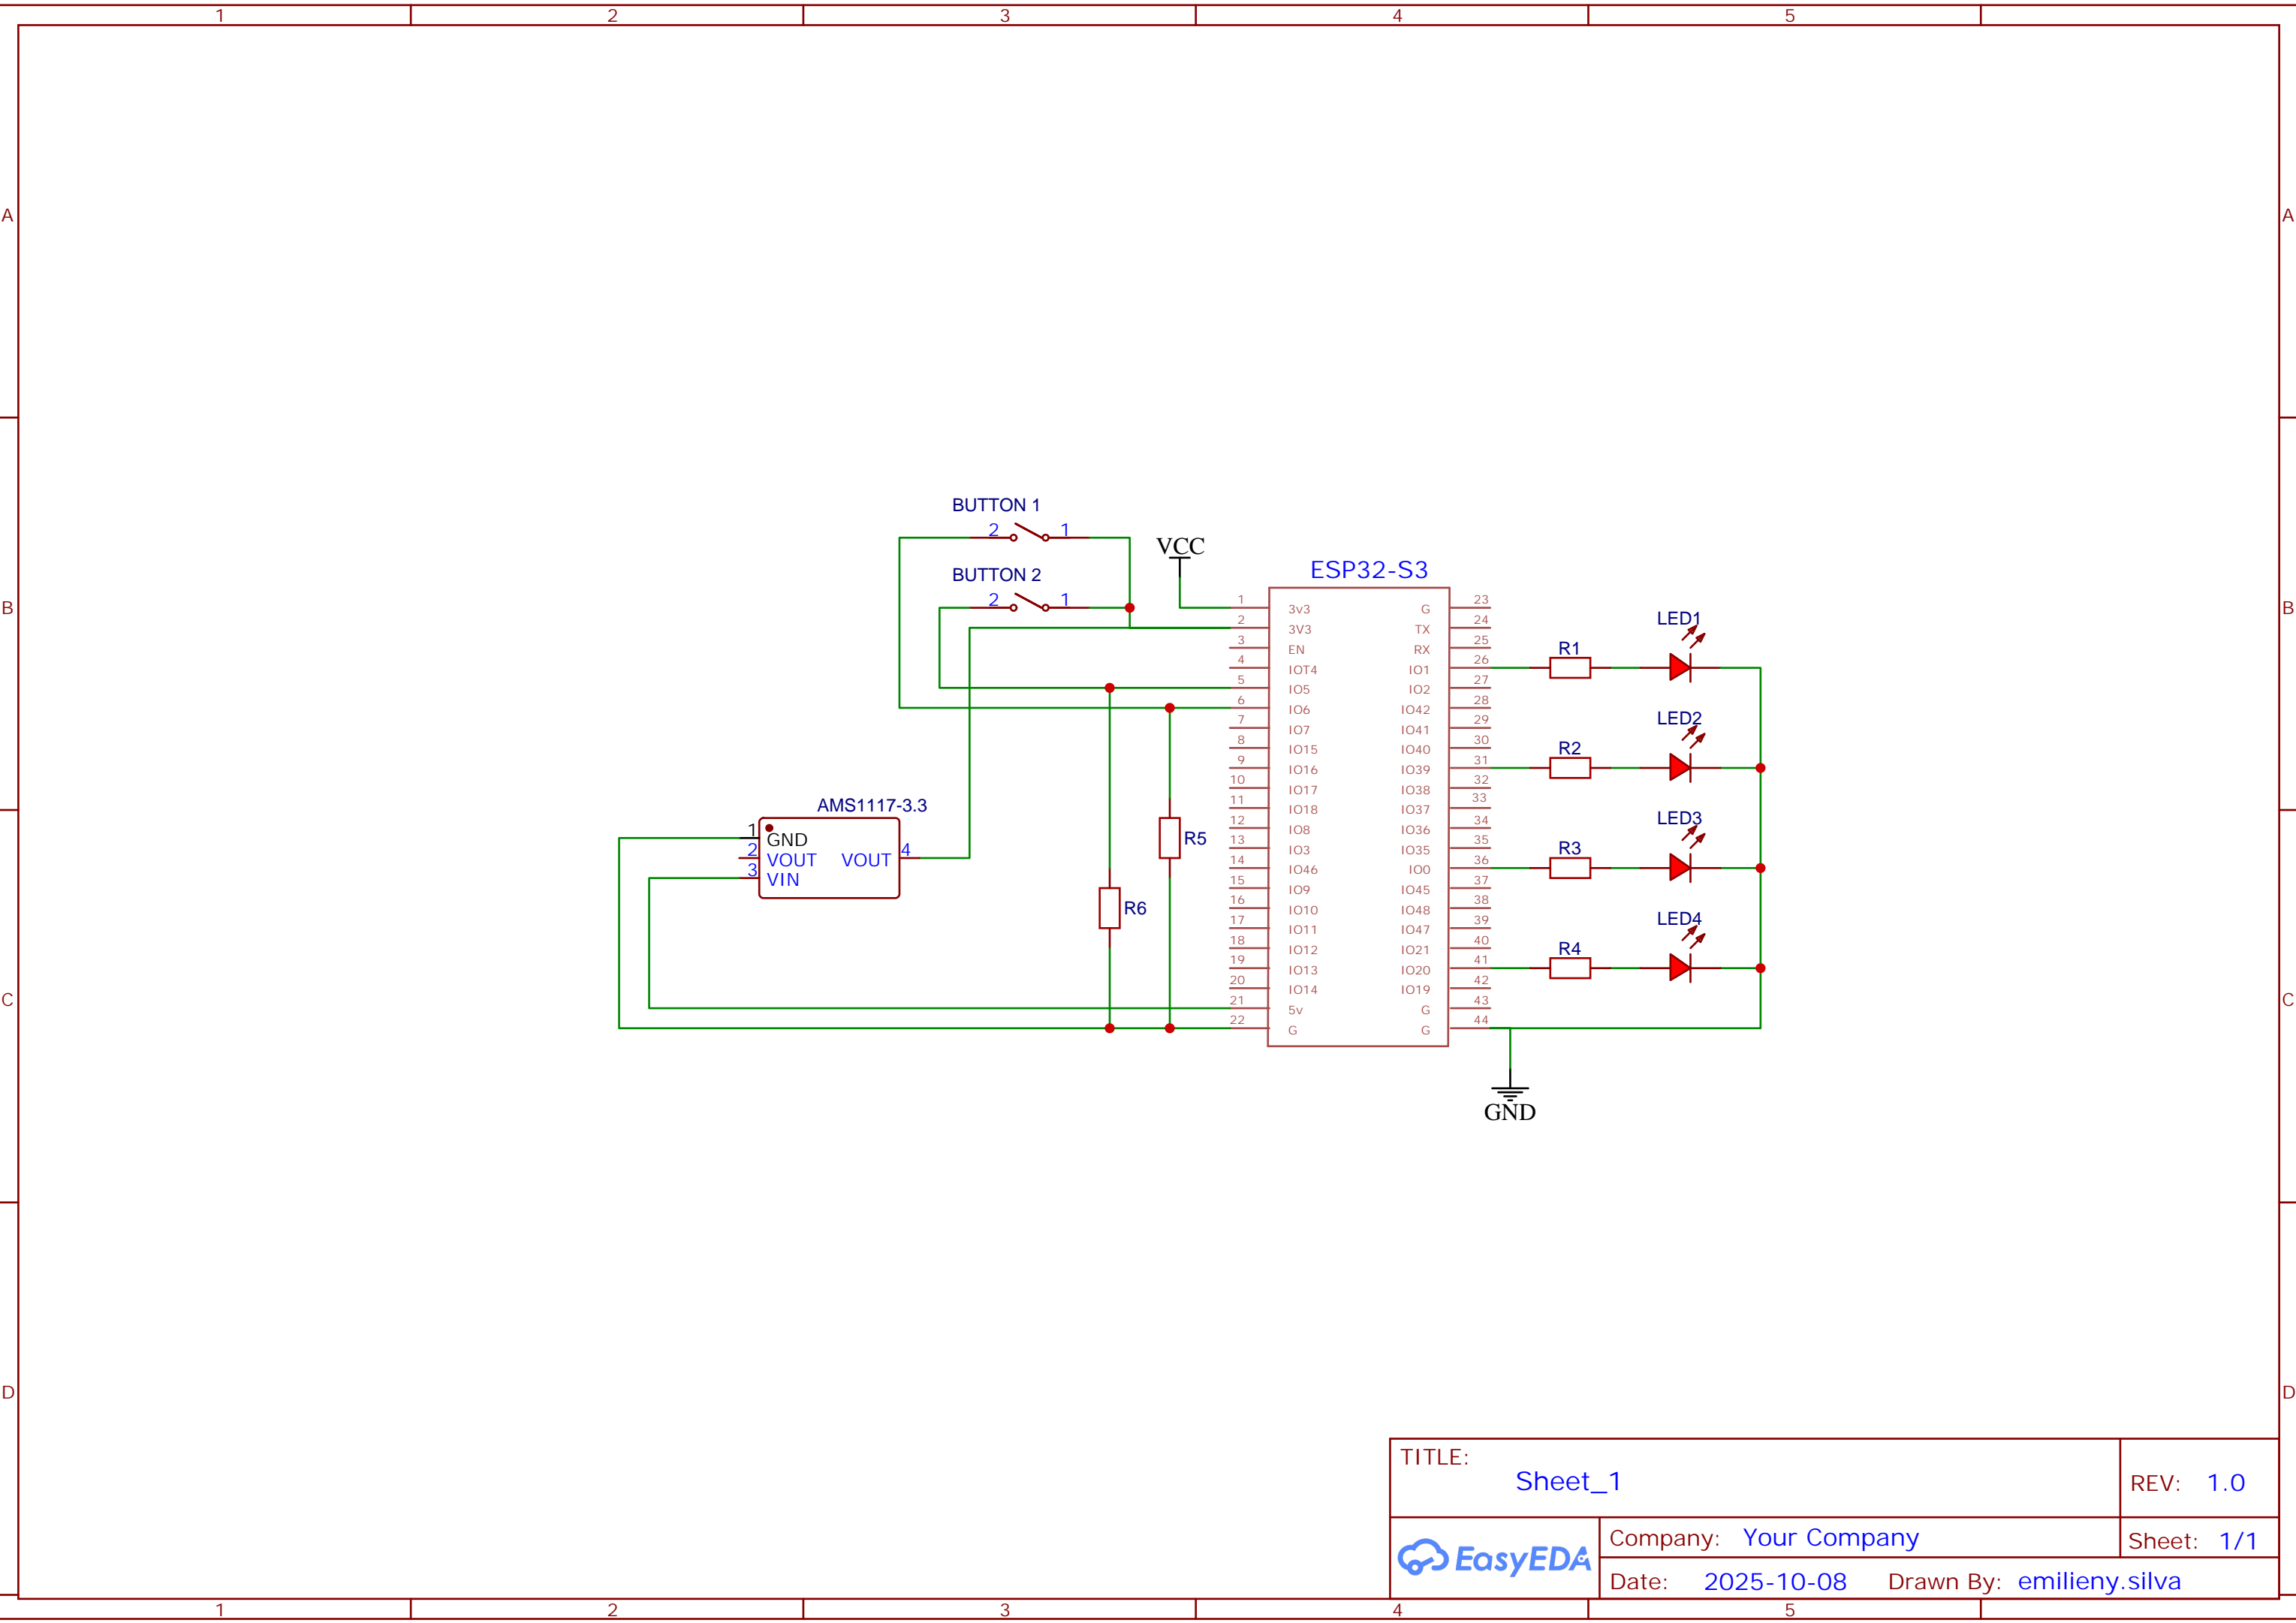 1 2 3 4 5
A A
B B
C C
D D
BUTTON 1
2 1
BUTTON 2
2 1
VCC
ESP32-S3
1 3v3 G 23
2 3V3 TX 24
3 EN RX 25
4 IOT4 IO1 26
5 IO5 IO2 27
6 IO6 IO42 28
7 IO7 IO41 29
8 IO15 IO40 30
9 IO16 IO39 31
10 IO17 IO38 32
11 IO18 IO37 33
12 IO8 IO36 34
13 IO3 IO35 35
14 IO46 IO0 36
15 IO9 IO45 37
16 IO10 IO48 38
17 IO11 IO47 39
18 IO12 IO21 40
19 IO13 IO20 41
20 IO14 IO19 42
21 5v G 43
22 G G 44
LED1
R1
LED2
R2
LED3
R3
LED4
R4
AMS1117-3.3
1 GND
2 VOUT VOUT 4
3 VIN
R5
R6
GND
TITLE:
Sheet_1
REV: 1.0
EasyEDA
Company: Your Company
Sheet: 1/1
Date: 2025-10-08 Drawn By: emilieny.silva
1 2 3 4 5